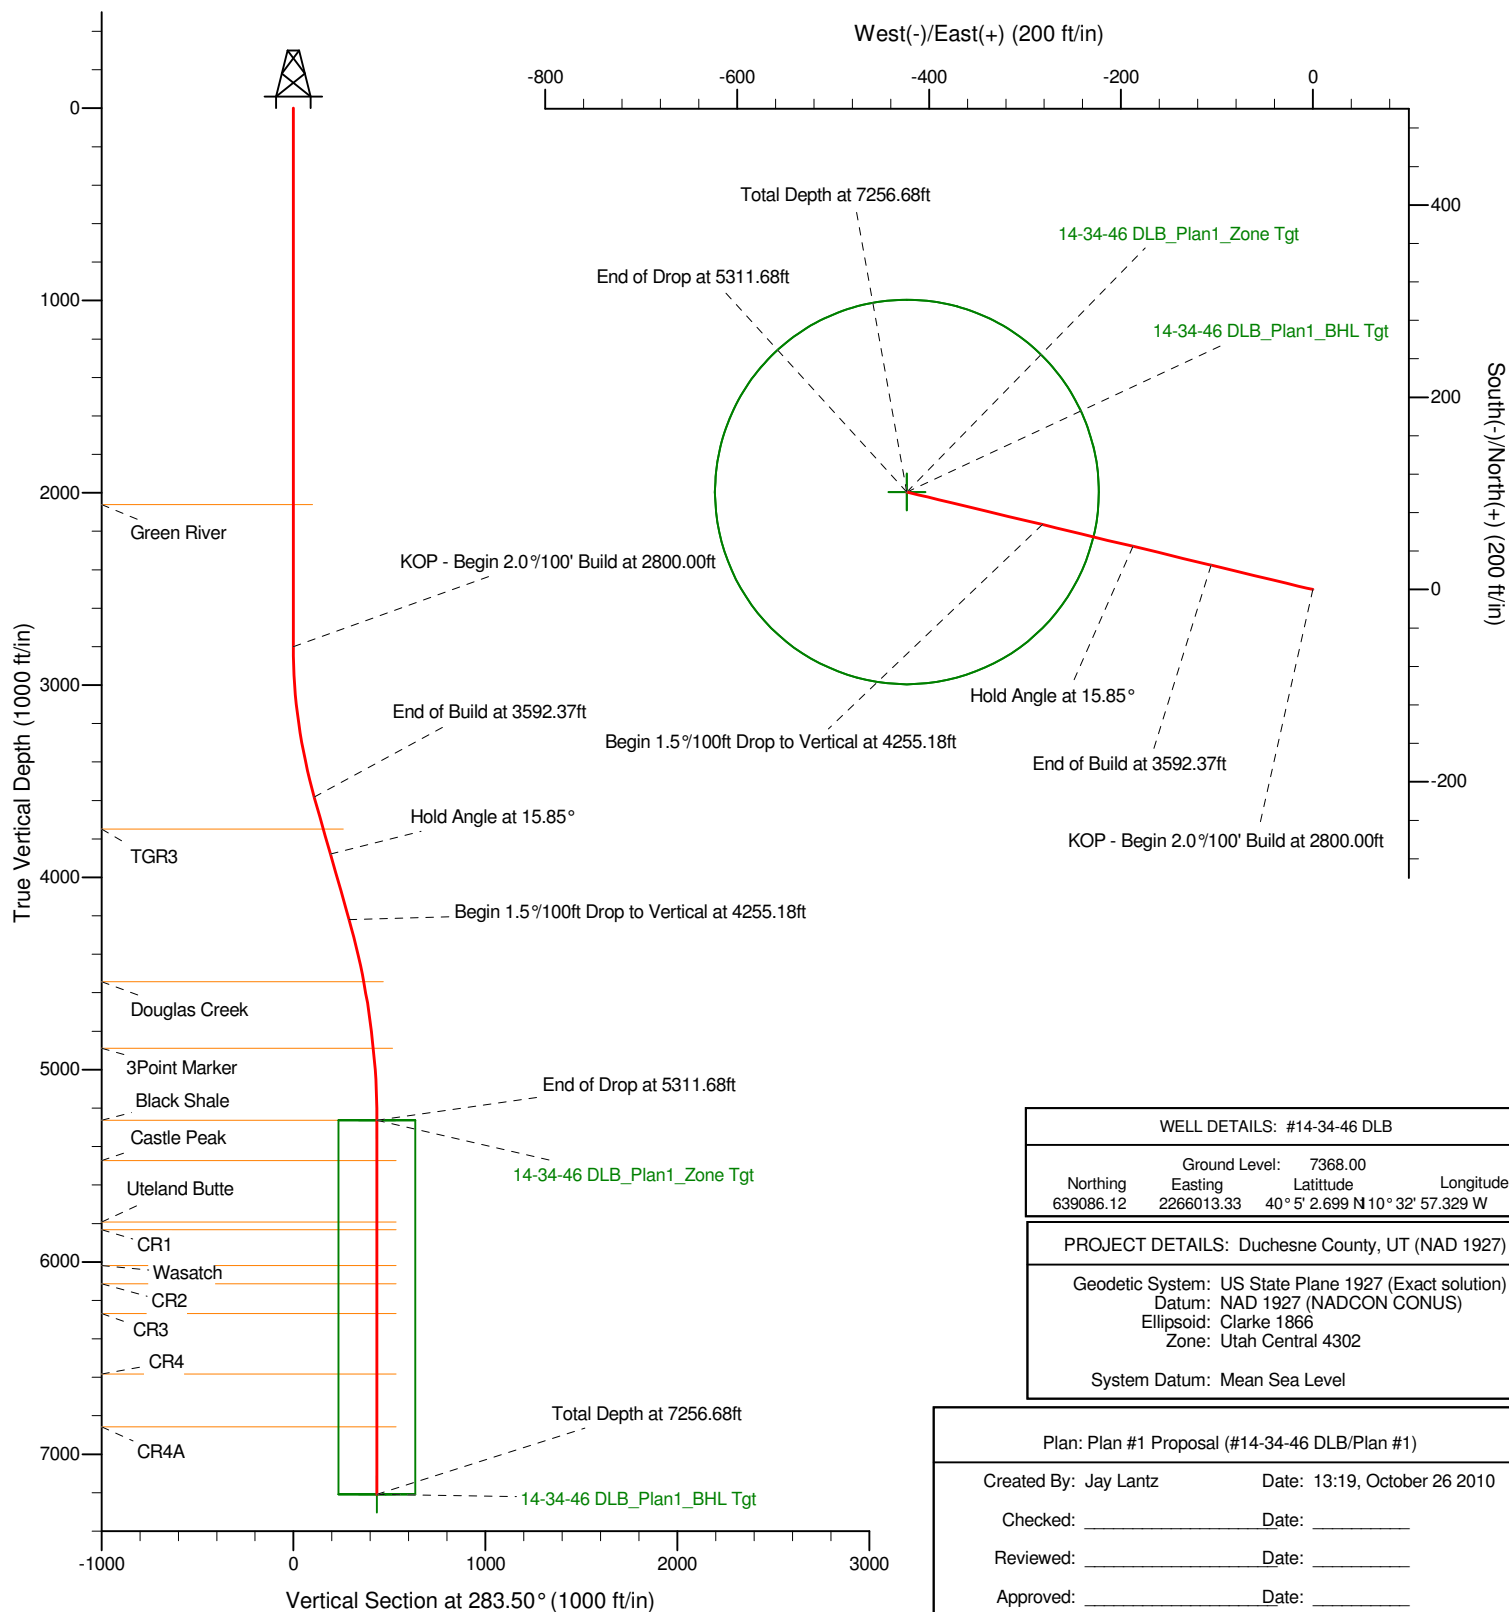 West(-)/East(+) (200 ft/in)
-800 -600 -400 -200 0
0
1000
2000
3000
4000
5000
6000
7000
True Vertical Depth (1000 ft/in)
Green River
KOP - Begin 2.0°/100' Build at 2800.00ft
End of Build at 3592.37ft
TGR3
Hold Angle at 15.85°
Begin 1.5°/100ft Drop to Vertical at 4255.18ft
Douglas Creek
3Point Marker
Black Shale
End of Drop at 5311.68ft
Castle Peak
14-34-46 DLB_Plan1_Zone Tgt
Uteland Butte
CR1
Wasatch
CR2
CR3
CR4
Total Depth at 7256.68ft
CR4A
14-34-46 DLB_Plan1_BHL Tgt
-1000 0 1000 2000 3000
Vertical Section at 283.50° (1000 ft/in)
Total Depth at 7256.68ft
14-34-46 DLB_Plan1_Zone Tgt
End of Drop at 5311.68ft
14-34-46 DLB_Plan1_BHL Tgt
Hold Angle at 15.85°
Begin 1.5°/100ft Drop to Vertical at 4255.18ft
End of Build at 3592.37ft
KOP - Begin 2.0°/100' Build at 2800.00ft
400
200
0
-200
South(-)/North(+) (200 ft/in)
WELL DETAILS: #14-34-46 DLB
Ground Level: 7368.00
Northing Easting Latittude Longitude
639086.12 2266013.33 40° 5' 2.699 N 110° 32' 57.329 W
PROJECT DETAILS: Duchesne County, UT (NAD 1927)
Geodetic System: US State Plane 1927 (Exact solution)
Datum: NAD 1927 (NADCON CONUS)
Ellipsoid: Clarke 1866
Zone: Utah Central 4302
System Datum: Mean Sea Level
Plan: Plan #1 Proposal (#14-34-46 DLB/Plan #1)
Created By: Jay Lantz Date: 13:19, October 26 2010
Checked: ____________________ Date: __________
Reviewed: ____________________ Date: __________
Approved: ____________________ Date: __________